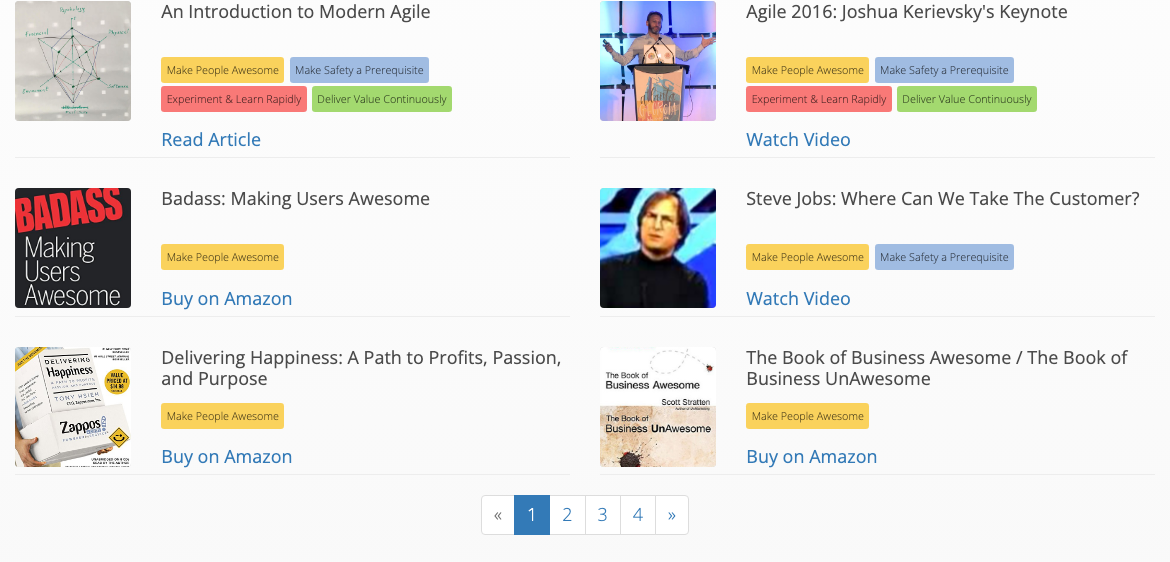 An Introduction to Modern Agile
Make People Awesome
Make Safety a Prerequisite
Experiment & Learn Rapidly
Deliver Value Continuously
Read Article
Agile 2016: Joshua Kerievsky's Keynote
Make People Awesome
Make Safety a Prerequisite
Experiment & Learn Rapidly
Deliver Value Continuously
Watch Video
BADASS
Making
Users
Awesome
Badass: Making Users Awesome
Make People Awesome
Buy on Amazon
Steve Jobs: Where Can We Take The Customer?
Make People Awesome
Make Safety a Prerequisite
Watch Video
DELIVERING
Happiness
A PATH TO PROFITS,
TONY HSIEH
Zappos
Delivering Happiness: A Path to Profits, Passion,
and Purpose
Make People Awesome
Buy on Amazon
The Book of
Business Awesome
Scott Stratten
The Book of
Business UnAwesome
The Book of Business Awesome / The Book of
Business UnAwesome
Make People Awesome
Buy on Amazon
« 1 2 3 4 »